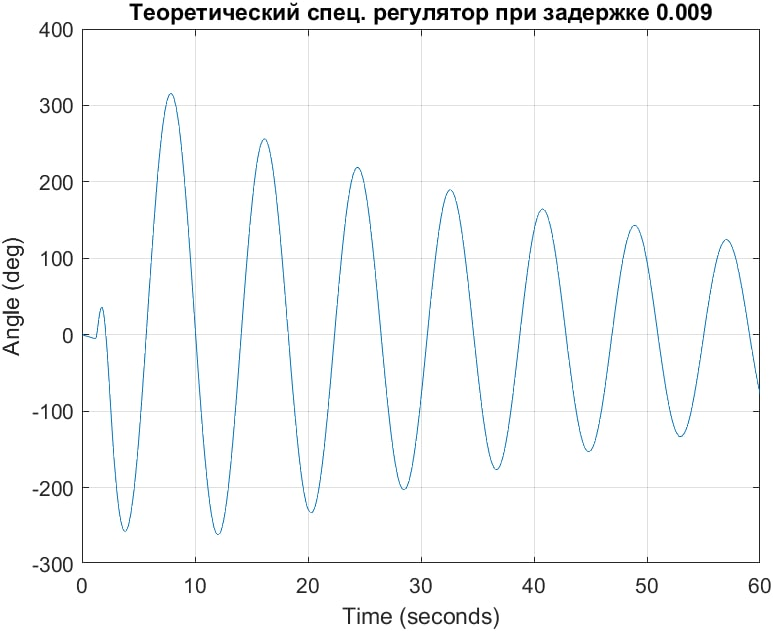 Теоретический спец. регулятор при задержке 0.009
400
300
200
100
0
-100
-200
-300
Angle (deg)
0 10 20 30 40 50 60
Time (seconds)